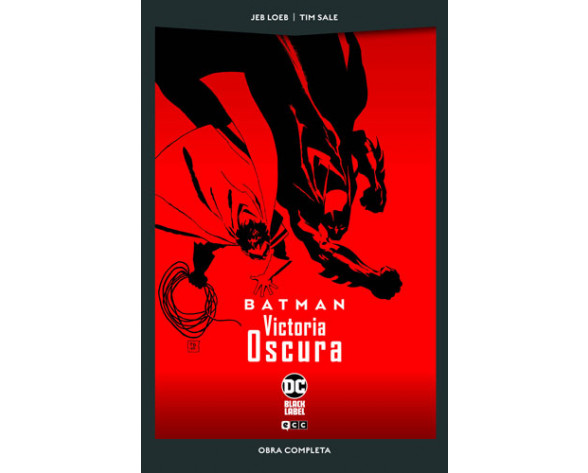 JEB LOEB | TIM SALE
BATMAN
Victoria
Oscura
DC
BLACK
LABEL
ecc
OBRA COMPLETA